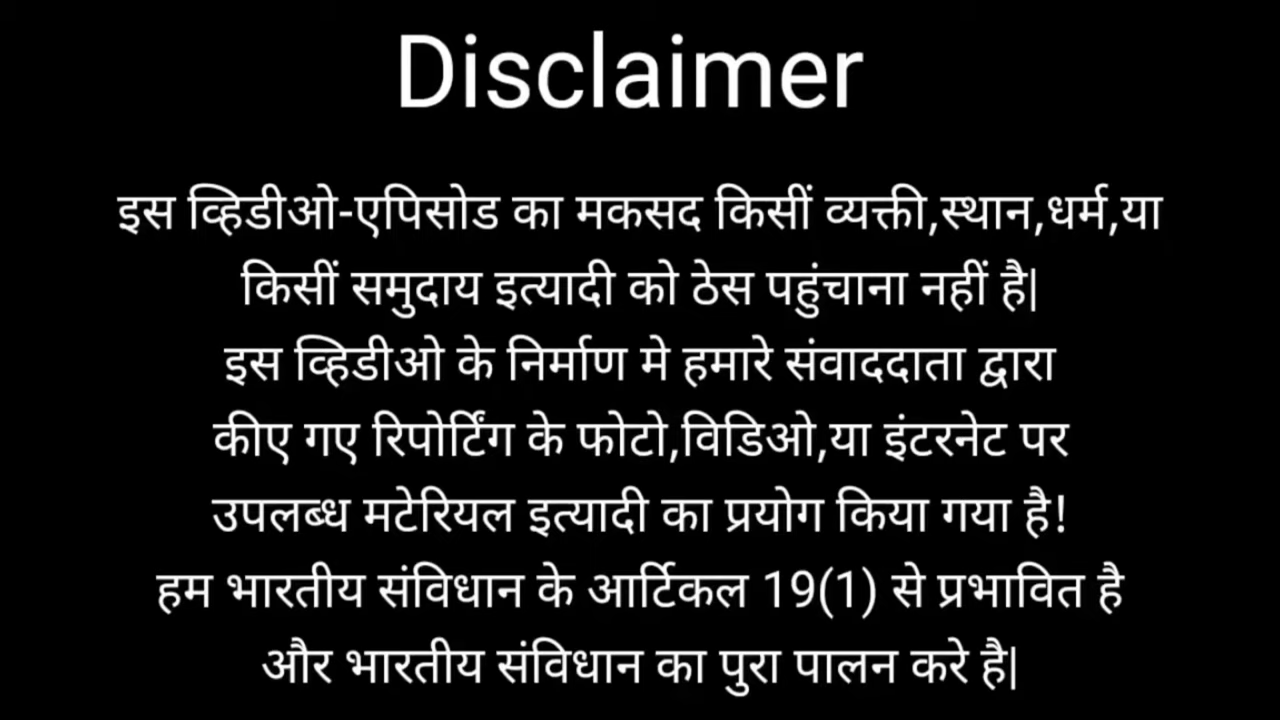 Disclaimer
इस व्हिडीओ-एपिसोड का मकसद किसीं व्यक्ती,स्थान,धर्म,या
किसीं समुदाय इत्यादी को ठेस पहुंचाना नहीं है|
इस व्हिडीओ के निर्माण मे हमारे संवाददाता द्वारा
कीए गए रिपोर्टिंग के फोटो,विडिओ,या इंटरनेट पर
उपलब्ध मटेरियल इत्यादी का प्रयोग किया गया है!
हम भारतीय संविधान के आर्टिकल 19(1) से प्रभावित है
और भारतीय संविधान का पुरा पालन करे है|